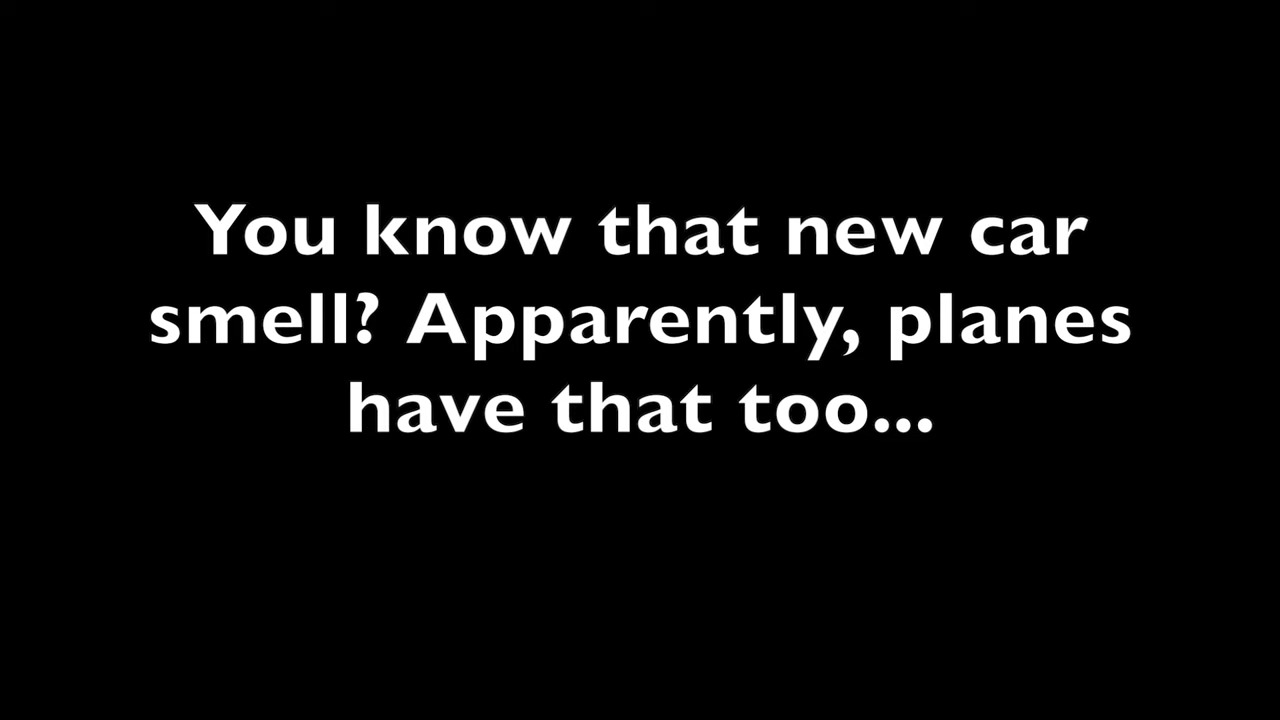 You know that new car
smell? Apparently, planes
have that too...